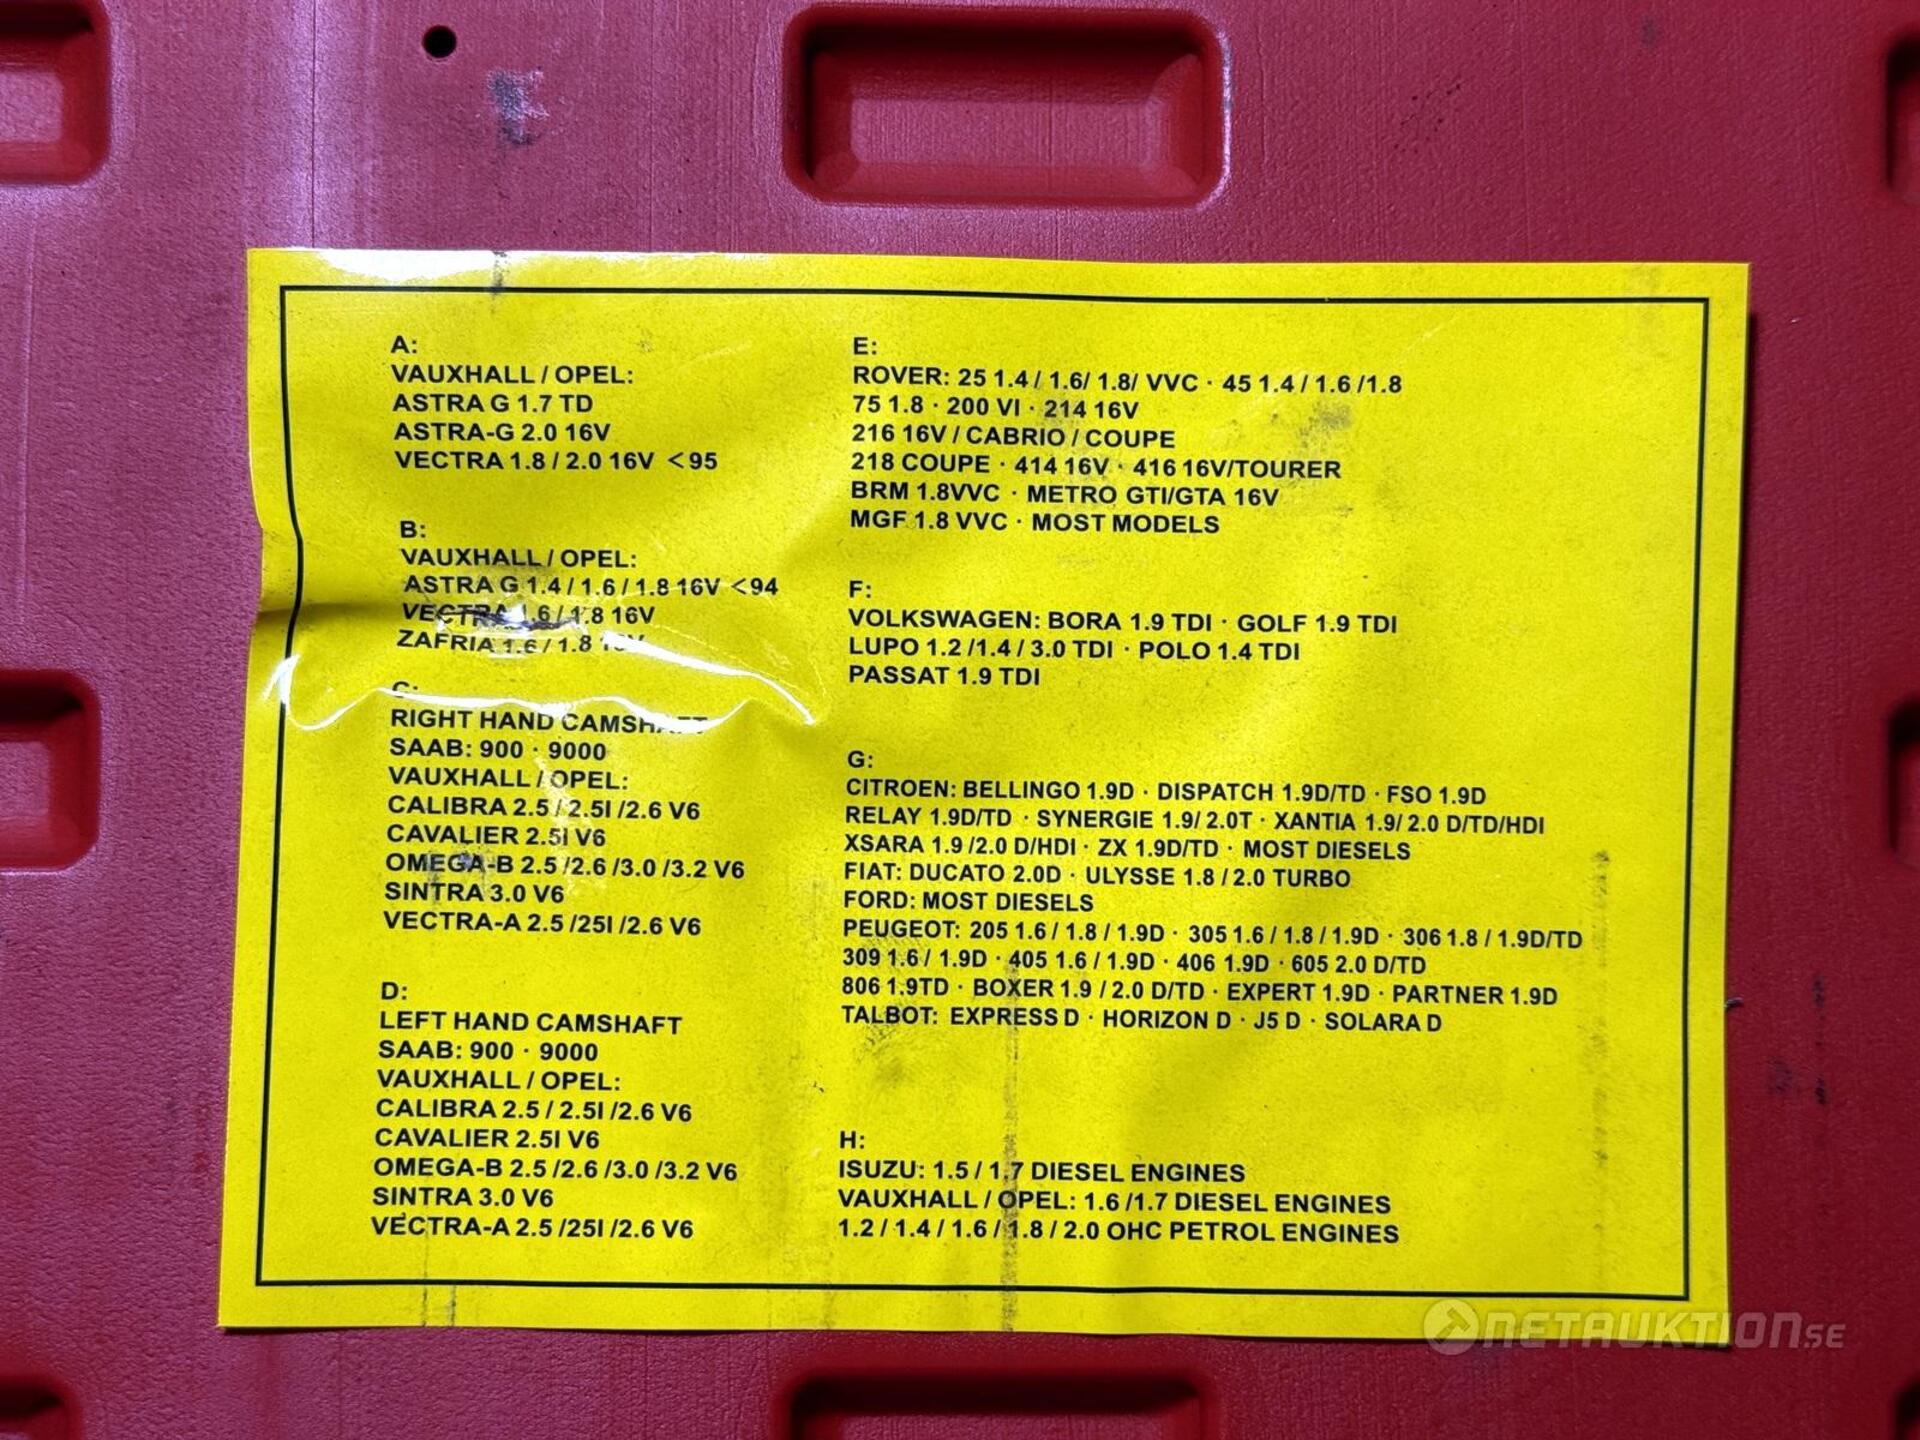 A:
VAUXHALL / OPEL:
ASTRA G 1.7 TD
ASTRA-G 2.0 16V
VECTRA 1.8 / 2.0 16V <95
B:
VAUXHALL / OPEL:
ASTRA G 1.4 / 1.6 / 1.8 16V <94
VECTRA 1.6 / 1.8 16V
ZAFRIA 1.6 / 1.8 16V
C:
RIGHT HAND CAMSHAFT
SAAB: 900 · 9000
VAUXHALL / OPEL:
CALIBRA 2.5 / 2.5I /2.6 V6
CAVALIER 2.5I V6
OMEGA-B 2.5 /2.6 /3.0 /3.2 V6
SINTRA 3.0 V6
VECTRA-A 2.5 /25I /2.6 V6
D:
LEFT HAND CAMSHAFT
SAAB: 900 · 9000
VAUXHALL / OPEL:
CALIBRA 2.5 / 2.5I /2.6 V6
CAVALIER 2.5I V6
OMEGA-B 2.5 /2.6 /3.0 /3.2 V6
SINTRA 3.0 V6
VECTRA-A 2.5 /25I /2.6 V6
E:
ROVER: 25 1.4 / 1.6/ 1.8/ VVC · 45 1.4 / 1.6 /1.8
75 1.8 · 200 VI · 214 16V
216 16V / CABRIO / COUPE
218 COUPE · 414 16V · 416 16V/TOURER
BRM 1.8VVC · METRO GTI/GTA 16V
MGF 1.8 VVC · MOST MODELS
F:
VOLKSWAGEN: BORA 1.9 TDI · GOLF 1.9 TDI
LUPO 1.2 /1.4 / 3.0 TDI · POLO 1.4 TDI
PASSAT 1.9 TDI
G:
CITROEN: BELLINGO 1.9D · DISPATCH 1.9D/TD · FSO 1.9D
RELAY 1.9D/TD · SYNERGIE 1.9/ 2.0T · XANTIA 1.9/ 2.0 D/TD/HDI
XSARA 1.9 /2.0 D/HDI · ZX 1.9D/TD · MOST DIESELS
FIAT: DUCATO 2.0D · ULYSSE 1.8 / 2.0 TURBO
FORD: MOST DIESELS
PEUGEOT: 205 1.6 / 1.8 / 1.9D · 305 1.6 / 1.8 / 1.9D · 306 1.8 / 1.9D/TD
309 1.6 / 1.9D · 405 1.6 / 1.9D · 406 1.9D · 605 2.0 D/TD
806 1.9TD · BOXER 1.9 / 2.0 D/TD · EXPERT 1.9D · PARTNER 1.9D
TALBOT: EXPRESS D · HORIZON D · J5 D · SOLARA D
H:
ISUZU: 1.5 / 1.7 DIESEL ENGINES
VAUXHALL / OPEL: 1.6 /1.7 DIESEL ENGINES
1.2 / 1.4 / 1.6 / 1.8 / 2.0 OHC PETROL ENGINES
NETAUKTION.SE